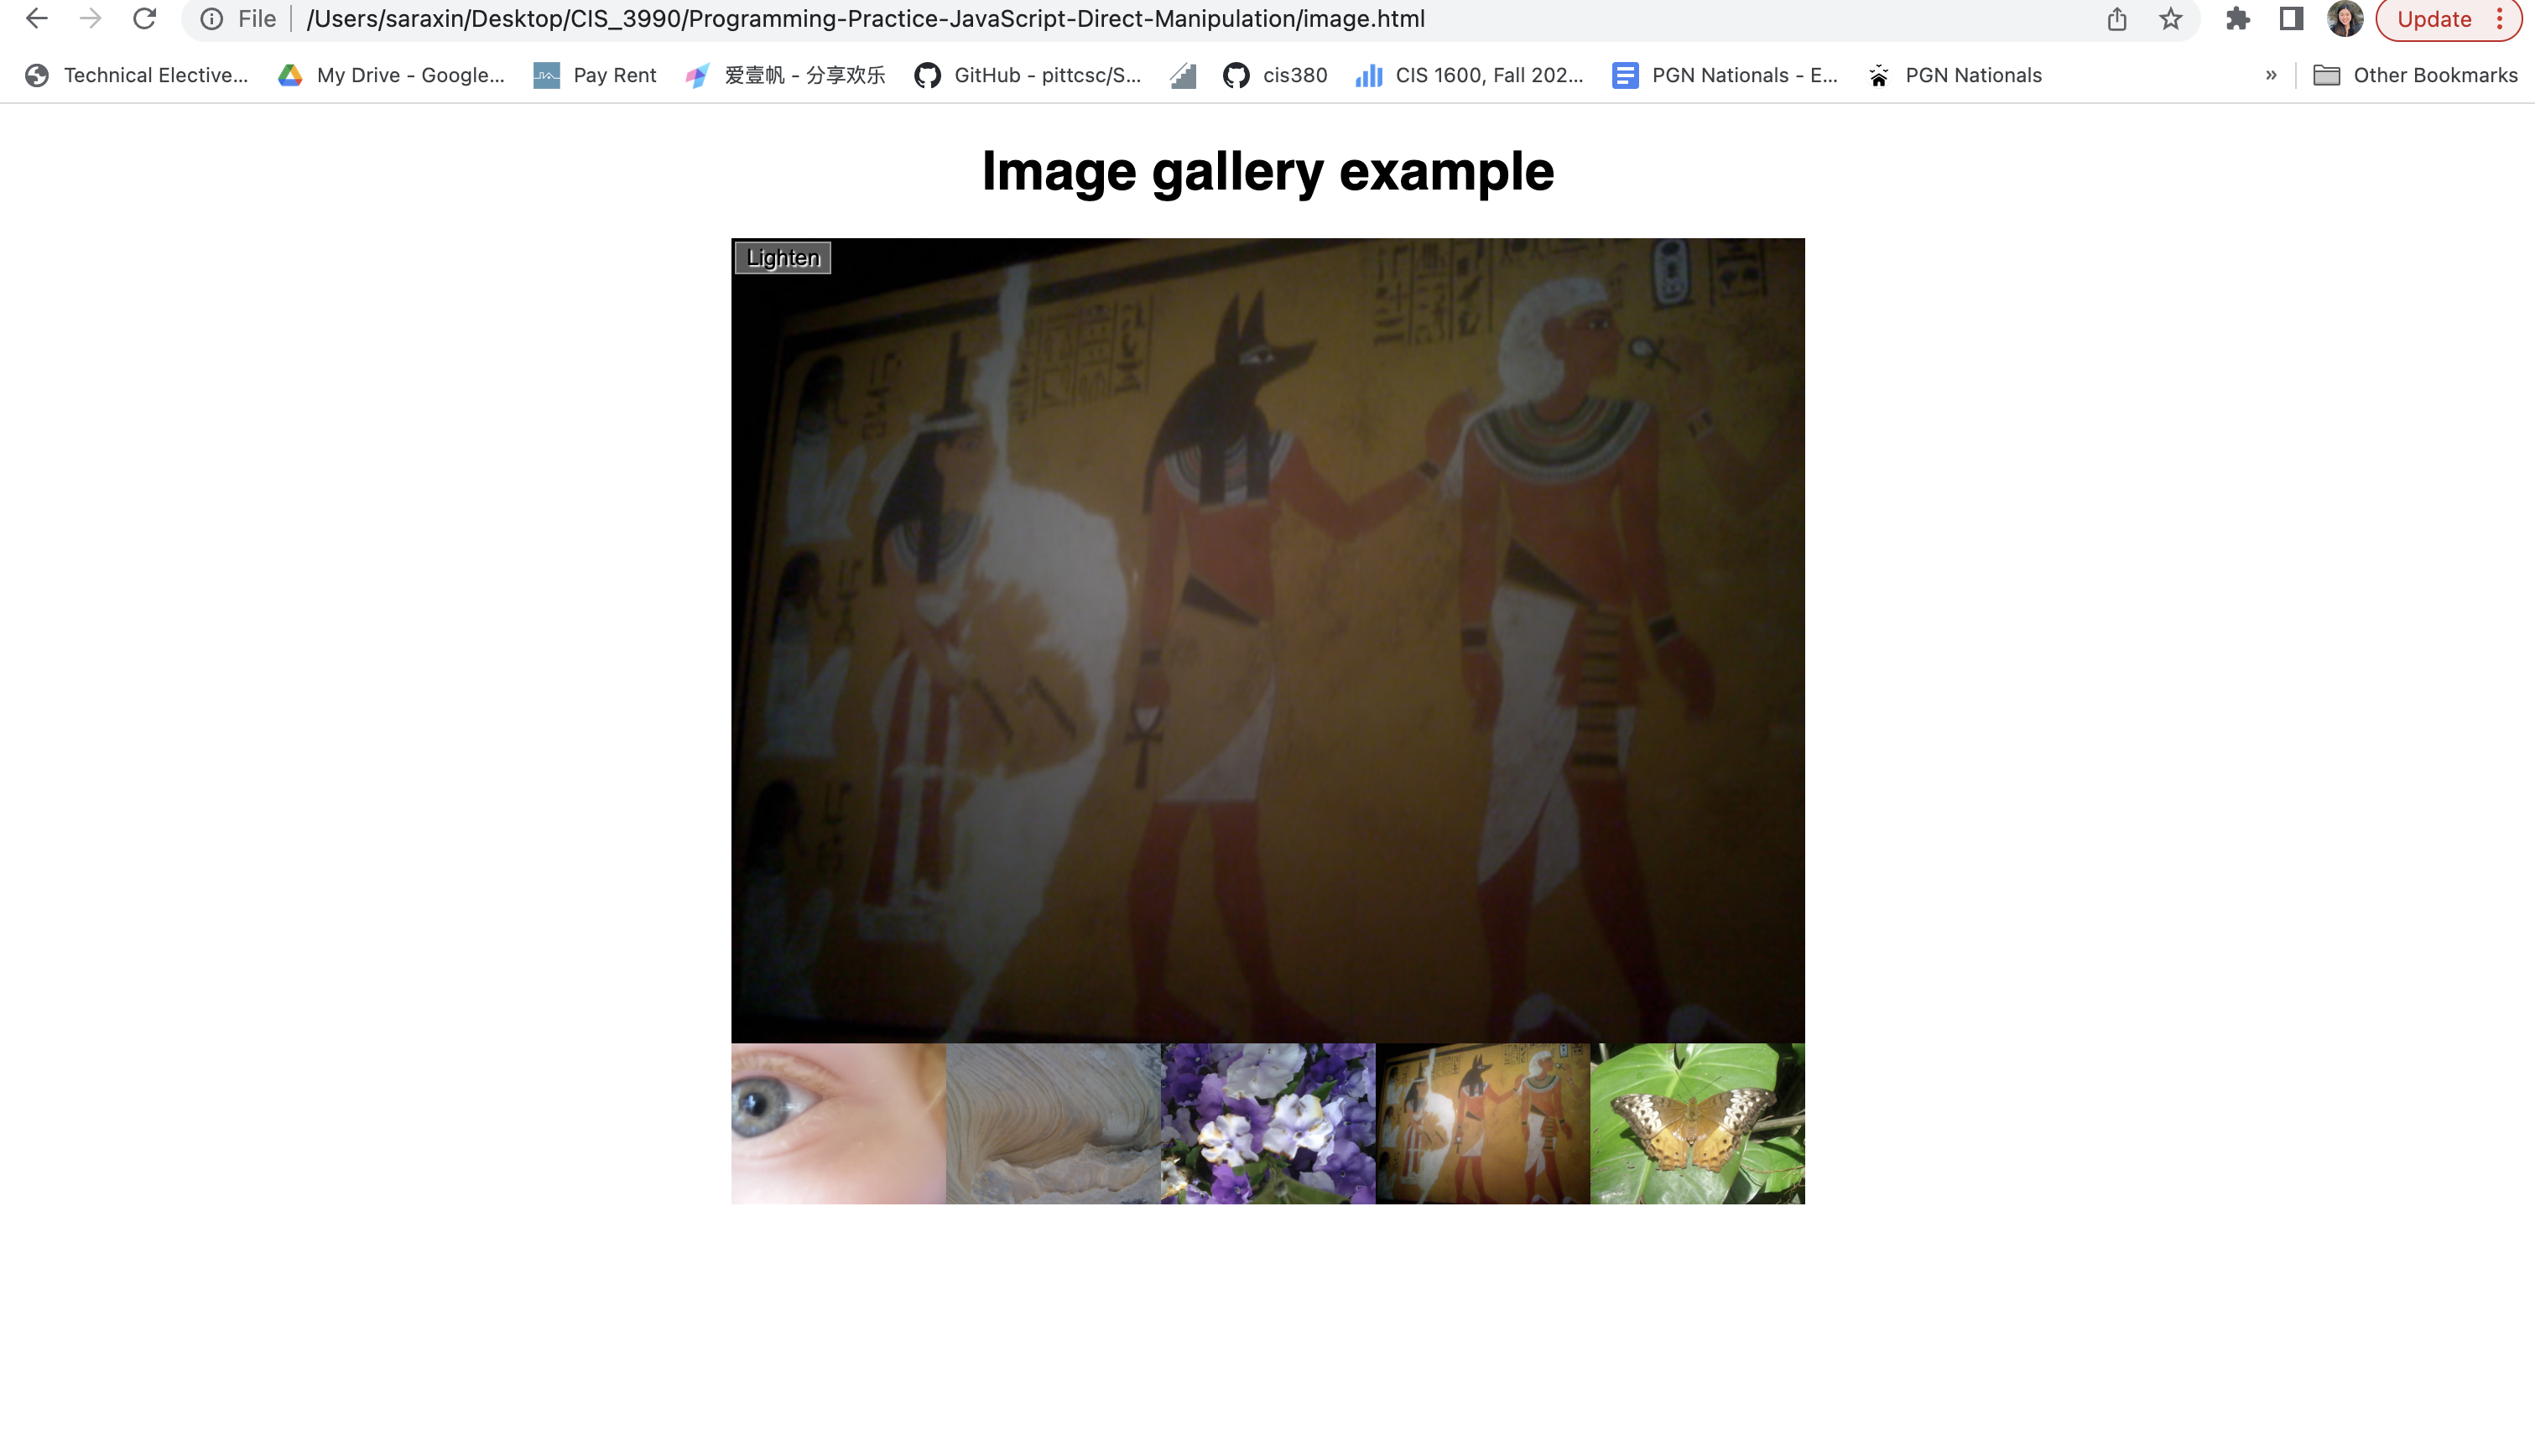 File /Users/saraxin/Desktop/CIS_3990/Programming-Practice-JavaScript-Direct-Manipulation/image.html Update
Technical Elective... My Drive - Google... Pay Rent 爱壹帆 - 分享欢乐 GitHub - pittcsc/S... cis380 CIS 1600, Fall 202... PGN Nationals - E... PGN Nationals » Other Bookmarks
Image gallery example
Lighten